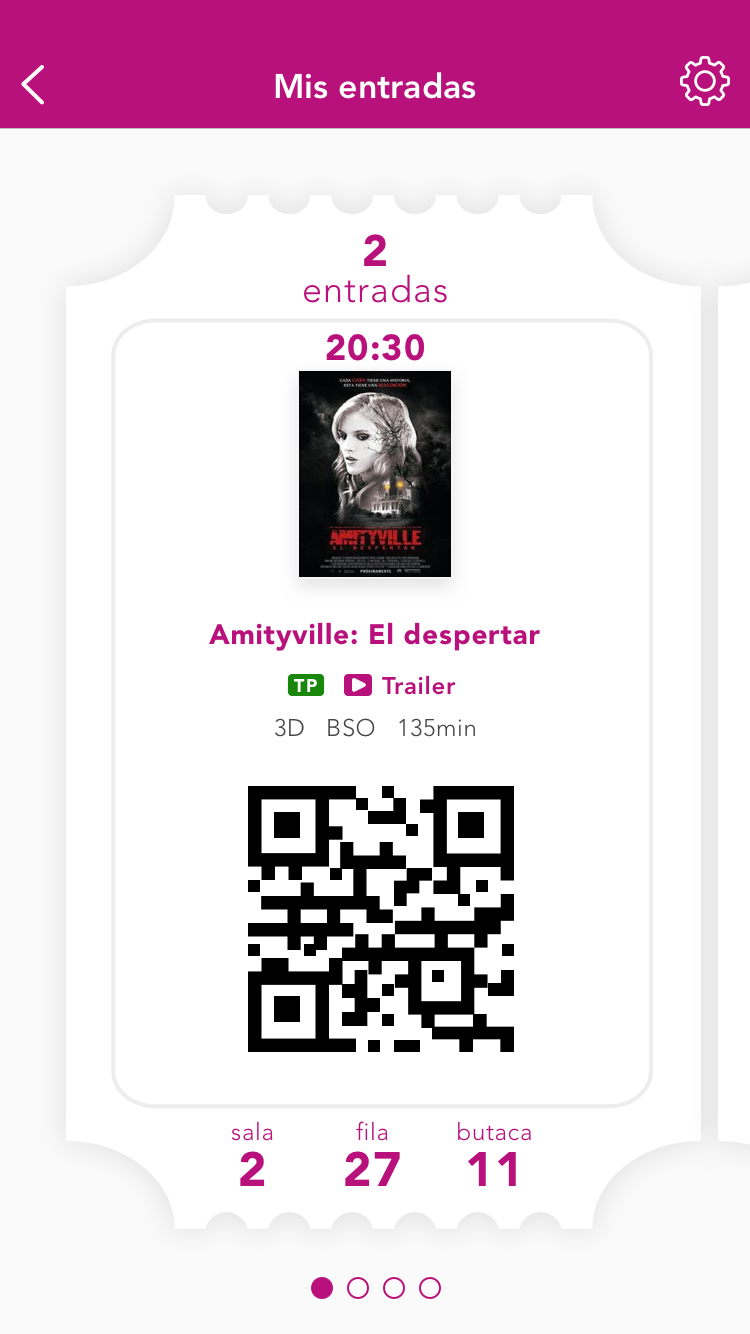 Mis entradas
2
entradas
20:30
CADA CASA TIENE UNA HISTORIA,
ESTA TIENE UNA MALDICIÓN
AMITYVILLE
EL DESPERTAR
PRÓXIMAMENTE
Amityville: El despertar
TP Trailer
3D BSO 135min
sala fila butaca
2 27 11